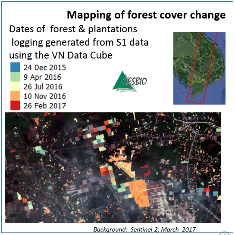 Mapping of forest cover change
Dates of forest & plantations
logging generated from S1 data
using the VN Data Cube
24 Dec 2015
9 Apr 2016
26 Jul 2016
10 Nov 2016
26 Feb 2017
ESBIO
Background: Sentinel 2, March 2017